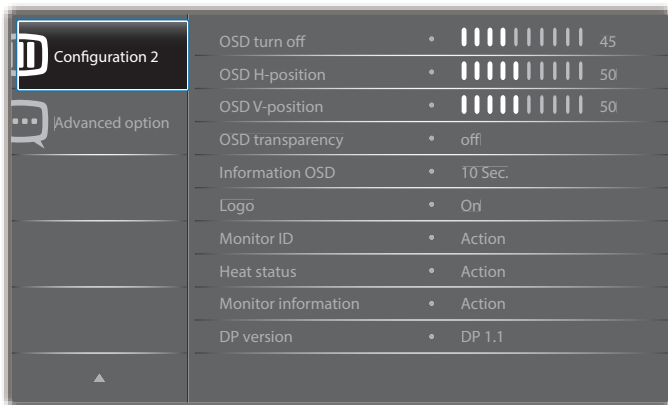 Configuration 2
Advanced option
OSD turn off • 45
OSD H-position • 50
OSD V-position • 50
OSD transparency • off
Information OSD • 10 Sec.
Logo • On
Monitor ID • Action
Heat status • Action
Monitor information • Action
DP version • DP 1.1